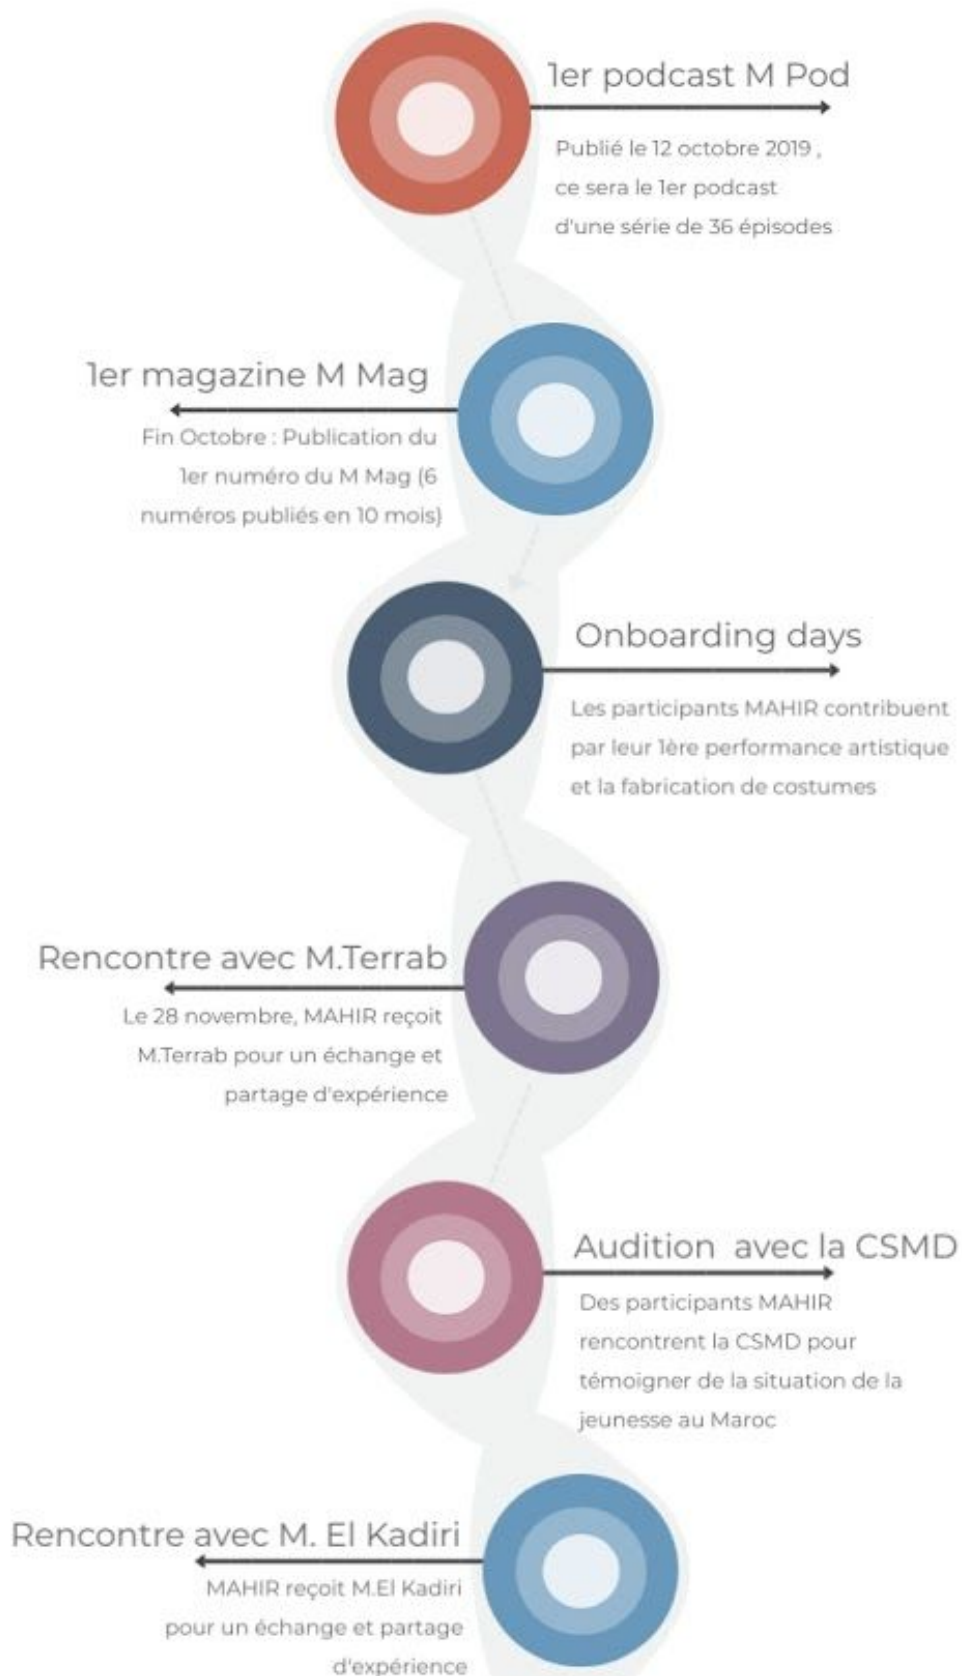 1er podcast M Pod
Publié le 12 octobre 2019 ,
ce sera le 1er podcast
d'une série de 36 épisodes
1er magazine M Mag
Fin Octobre : Publication du
1er numéro du M Mag (6
numéros publiés en 10 mois)
Onboarding days
Les participants MAHIR contribuent
par leur 1ère performance artistique
et la fabrication de costumes
Rencontre avec M.Terrab
Le 28 novembre, MAHIR reçoit
M.Terrab pour un échange et
partage d'expérience
Audition avec la CSMD
Des participants MAHIR
rencontrent la CSMD pour
témoigner de la situation de la
jeunesse au Maroc
Rencontre avec M. El Kadiri
MAHIR reçoit M.El Kadiri
pour un échange et partage
d'expérience